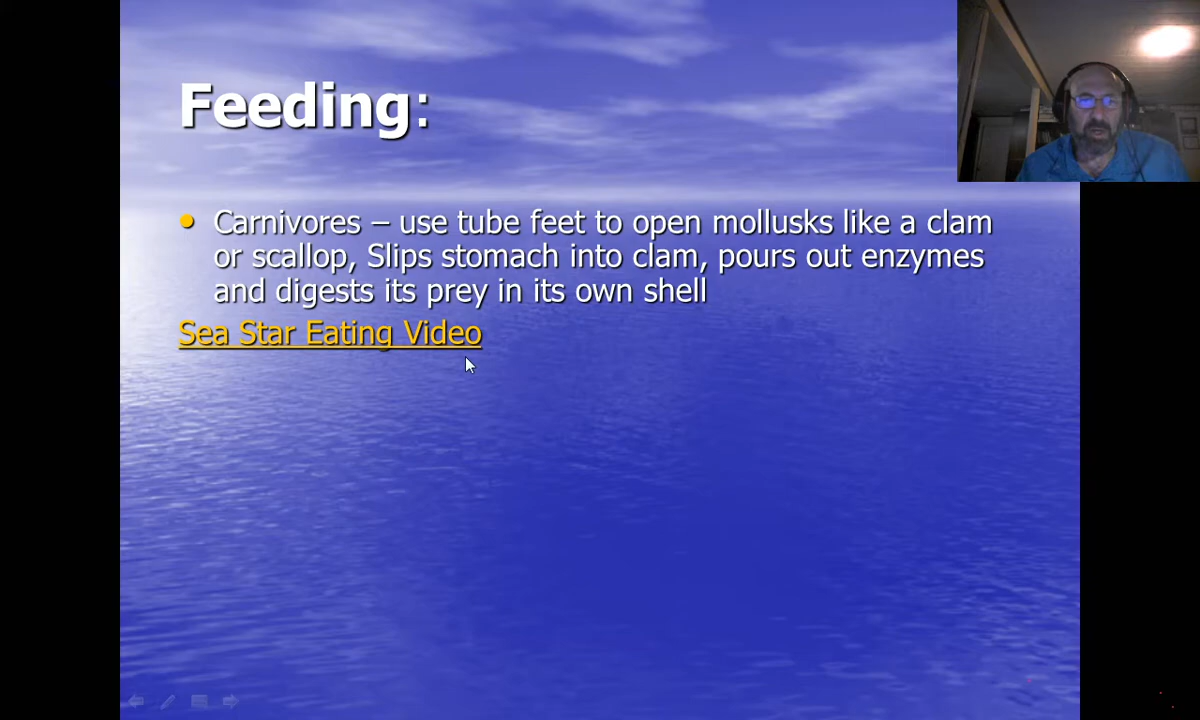 Feeding:
Carnivores – use tube feet to open mollusks like a clam
or scallop, Slips stomach into clam, pours out enzymes
and digests its prey in its own shell
Sea Star Eating Video